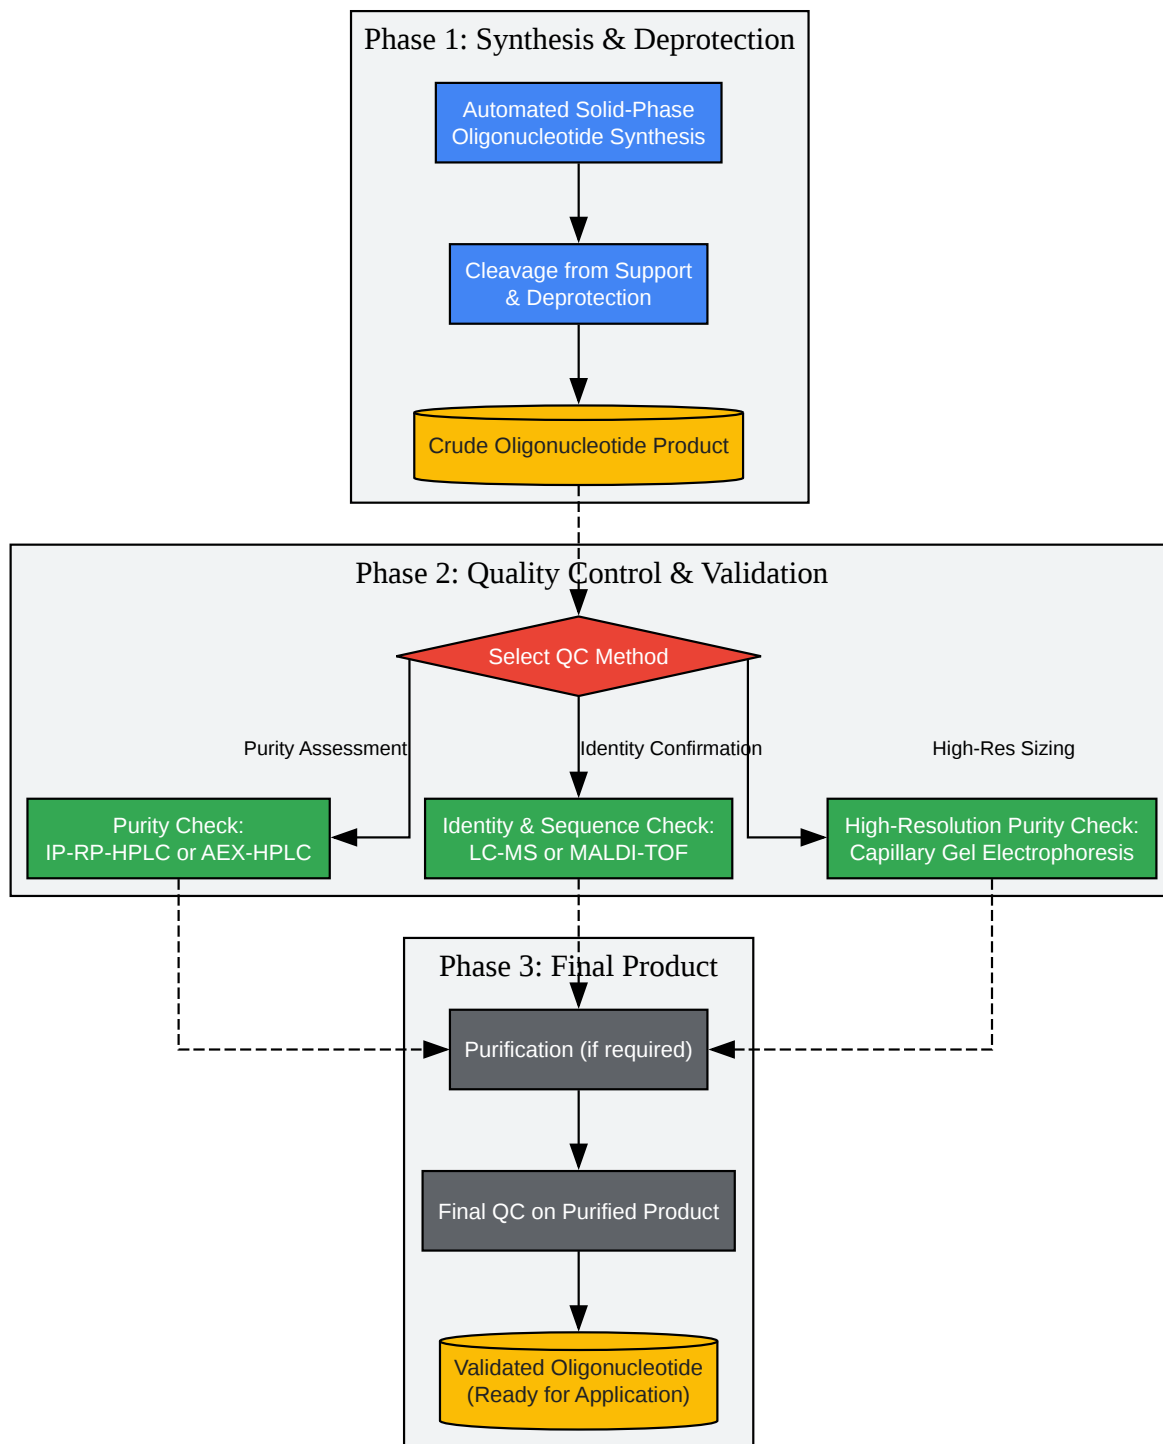 Phase 1: Synthesis & Deprotection
Automated Solid-Phase
Oligonucleotide Synthesis
Cleavage from Support
& Deprotection
Crude Oligonucleotide Product
Phase 2: Quality Control & Validation
Select QC Method
Purity Assessment
Identity Confirmation
High-Res Sizing
Purity Check:
IP-RP-HPLC or AEX-HPLC
Identity & Sequence Check:
LC-MS or MALDI-TOF
High-Resolution Purity Check:
Capillary Gel Electrophoresis
Phase 3: Final Product
Purification (if required)
Final QC on Purified Product
Validated Oligonucleotide
(Ready for Application)